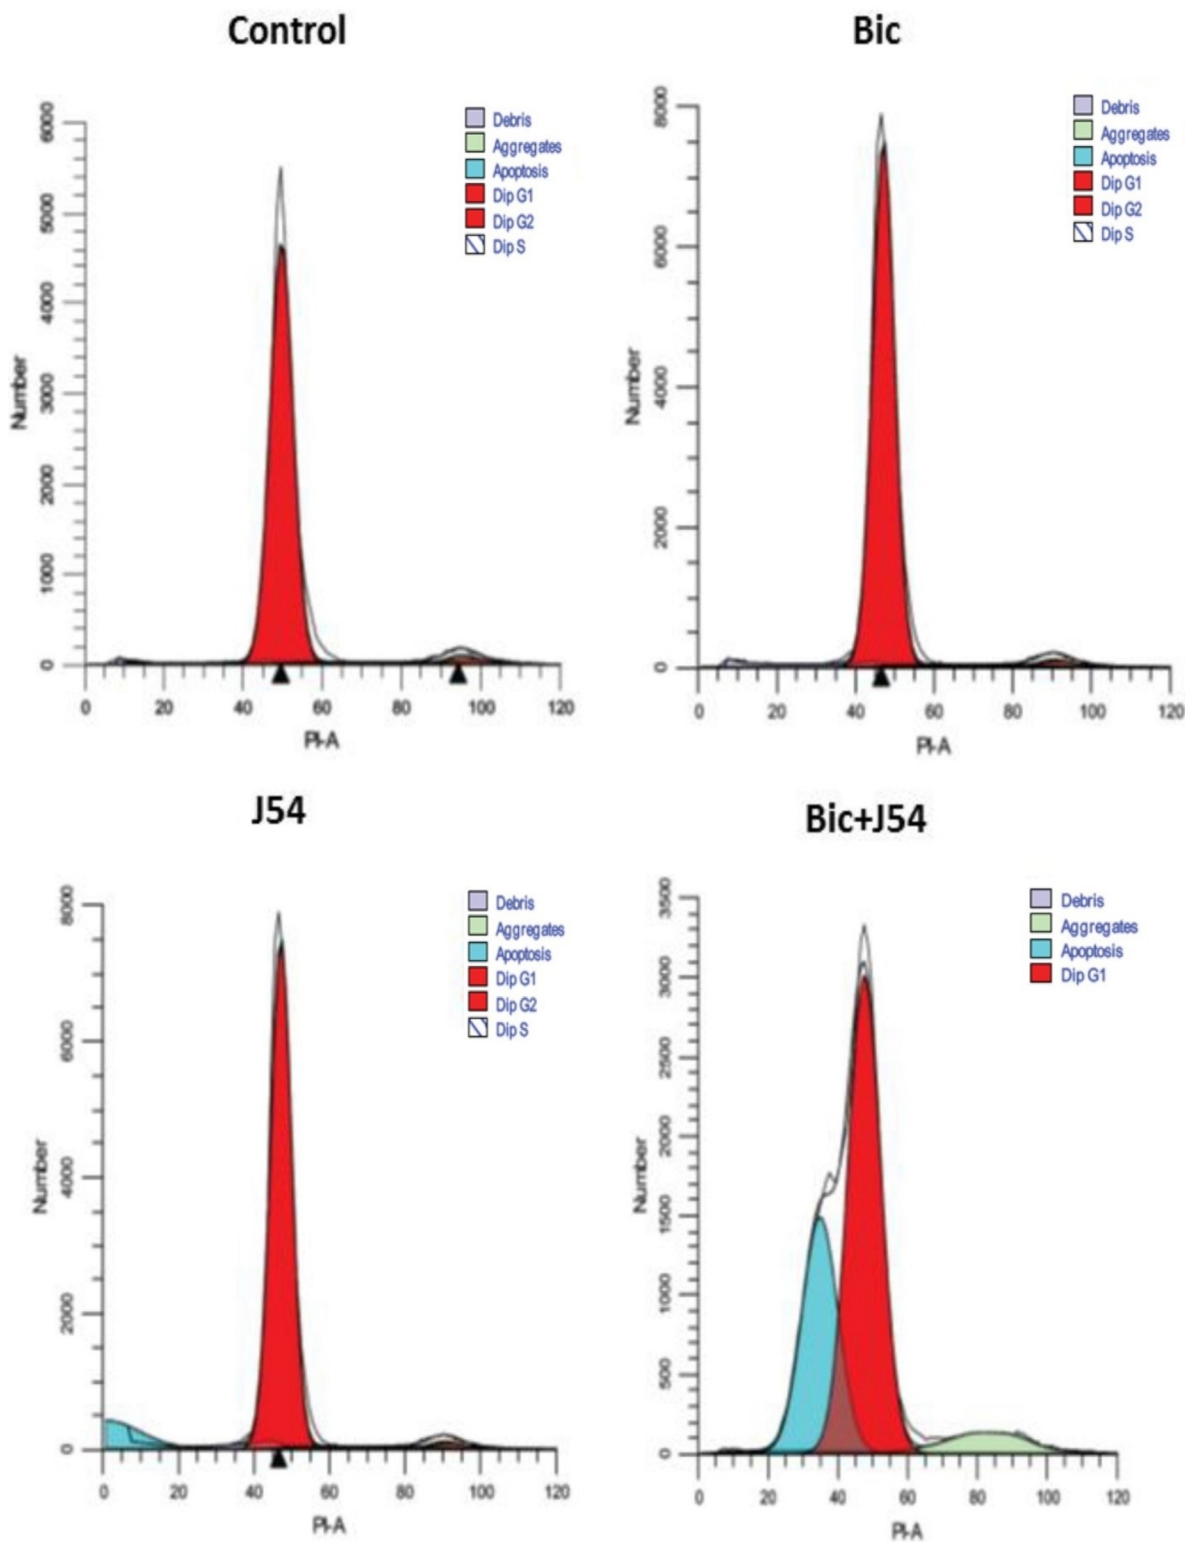 Control
6000
5000
4000
3000
2000
1000
0
Number
0 20 40 60 80 100 120
PI-A
Debris
Aggregates
Apoptosis
Dip G1
Dip G2
Dip S
Bic
8000
6000
4000
2000
0
Number
0 20 40 60 80 100 120
PI-A
Debris
Aggregates
Apoptosis
Dip G1
Dip G2
Dip S
J54
8000
6000
4000
2000
0
Number
0 20 40 60 80 100 120
PI-A
Debris
Aggregates
Apoptosis
Dip G1
Dip G2
Dip S
Bic+J54
3500
3000
2500
2000
1500
1000
500
0
Number
0 20 40 60 80 100 120
PI-A
Debris
Aggregates
Apoptosis
Dip G1